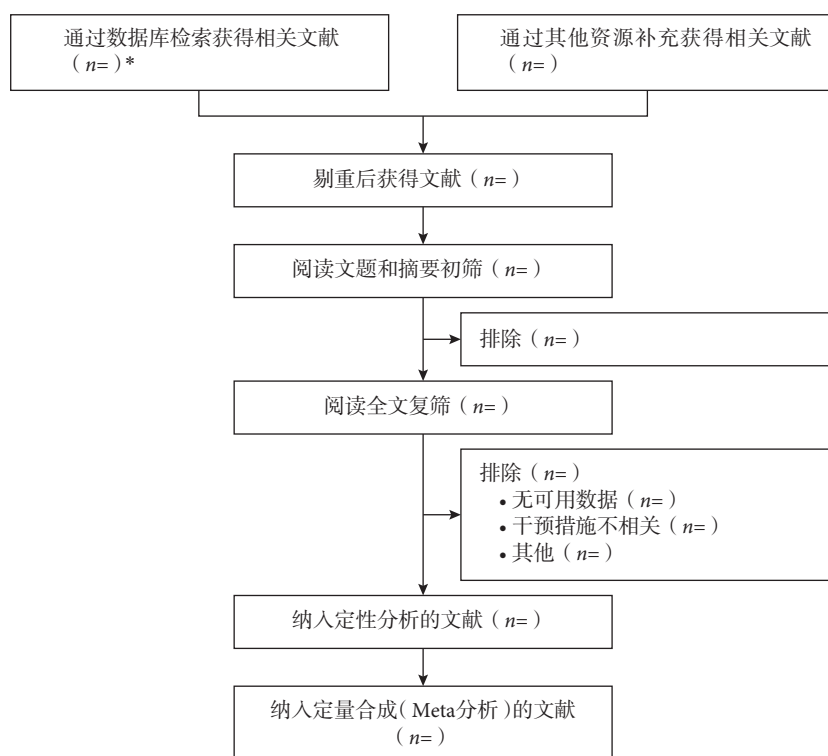 通过数据库检索获得相关文献
（n=）*
通过其他资源补充获得相关文献
（n=）
剔重后获得文献（n=）
阅读文题和摘要初筛（n=）
排除（n=）
阅读全文复筛（n=）
排除（n=）
• 无可用数据（n=）
• 干预措施不相关（n=）
• 其他（n=）
纳入定性分析的文献（n=）
纳入定量合成（Meta分析）的文献
（n=）